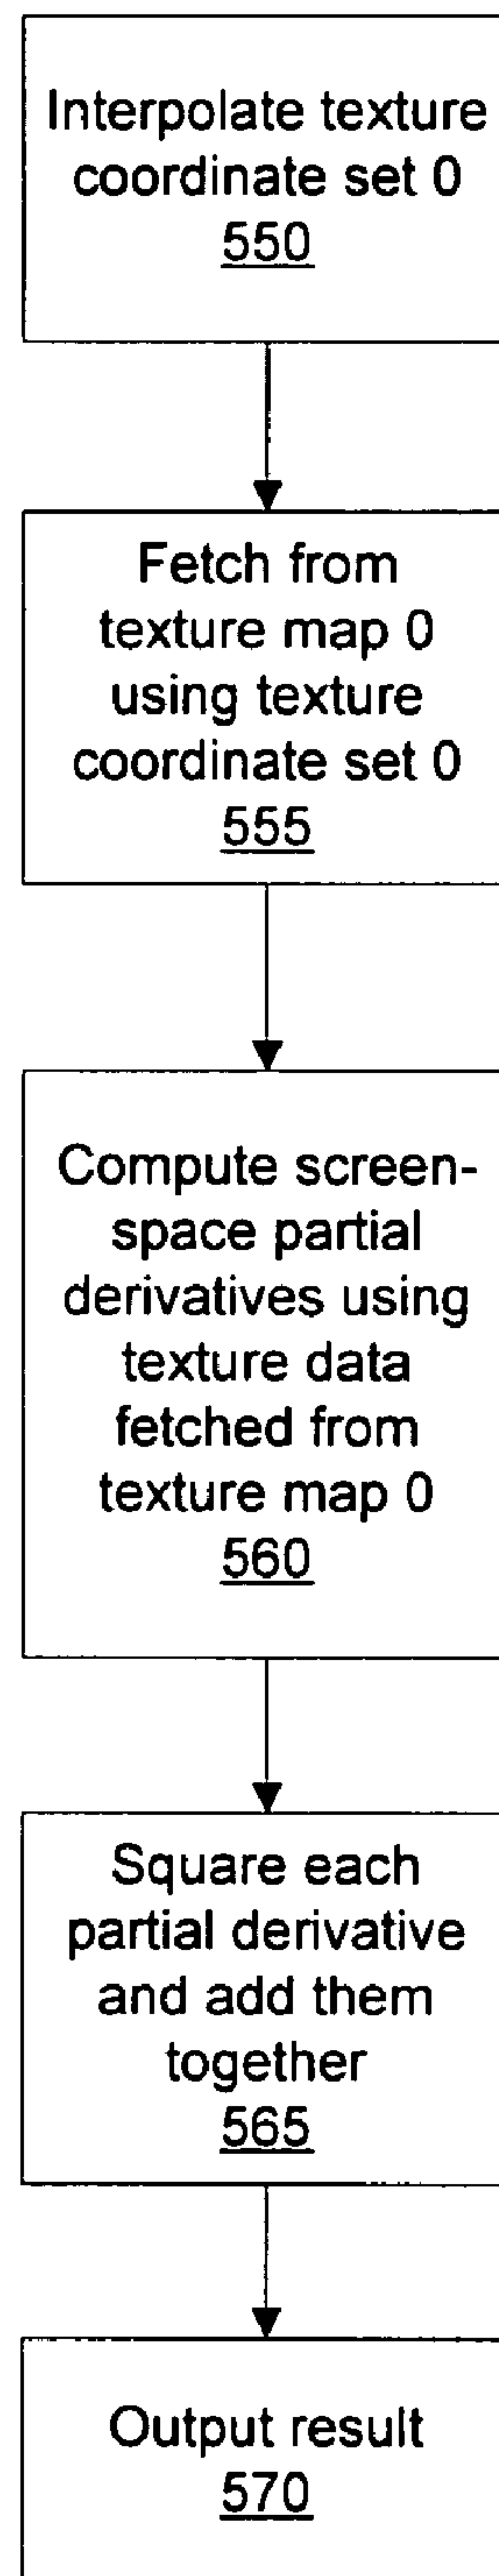 Interpolate texture
coordinate set 0
550
Fetch from
texture map 0
using texture
coordinate set 0
555
Compute screen-
space partial
derivatives using
texture data
fetched from
texture map 0
560
Square each
partial derivative
and add them
together
565
Output result
570